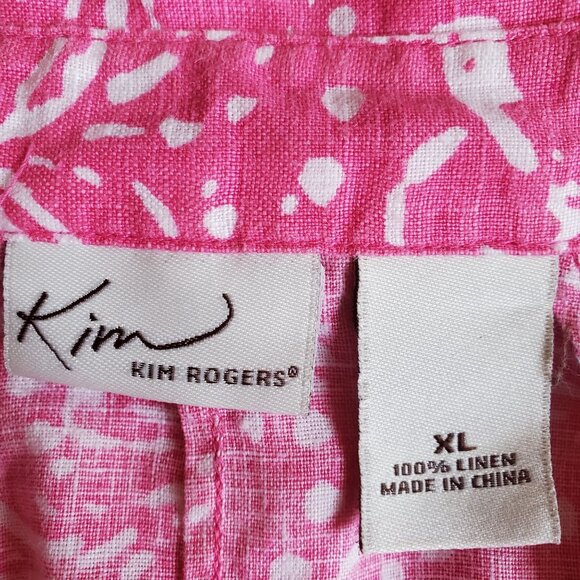 Kim
KIM ROGERS®
XL
100% LINEN
MADE IN CHINA